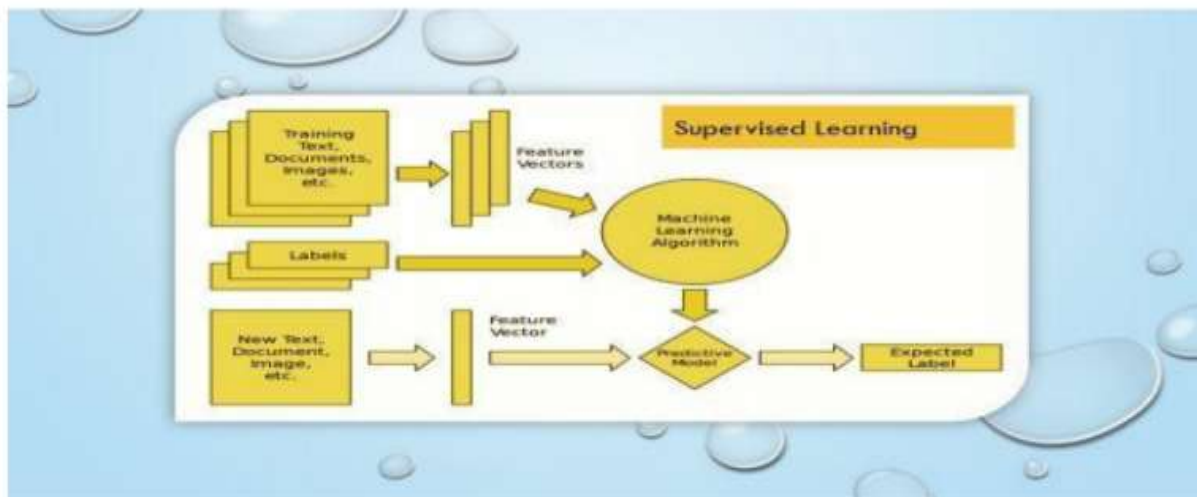 Supervised Learning
Training
Text,
Documents,
Images,
etc.
Feature
Vectors
Machine
Learning
Algorithm
Labels
New Text,
Document,
Image,
etc.
Feature
Vector
Predictive
Model
Expected
Label